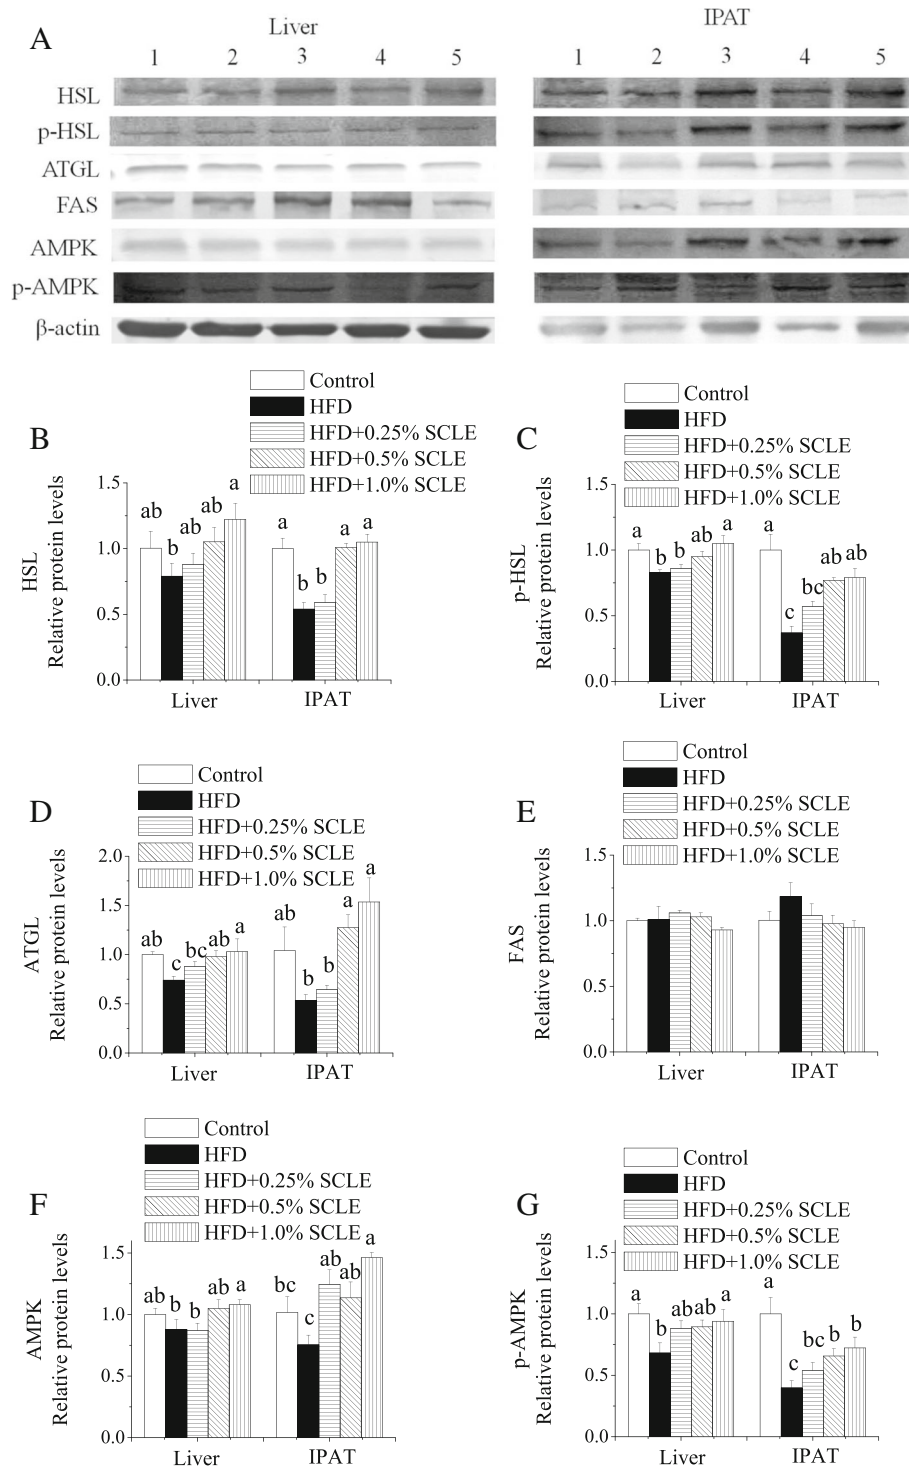 A
Liver
IPAT
1 2 3 4 5
1 2 3 4 5
HSL
p-HSL
ATGL
FAS
AMPK
p-AMPK
β-actin
B
Control
HFD
HFD+0.25% SCLE
HFD+0.5% SCLE
HFD+1.0% SCLE
HSL
Relative protein levels
1.5
1.0
0.5
0.0
ab b ab ab a
a b b a a
Liver IPAT
C
Control
HFD
HFD+0.25% SCLE
HFD+0.5% SCLE
HFD+1.0% SCLE
p-HSL
Relative protein levels
1.5
1.0
0.5
0.0
a b b ab a
a c bc ab ab
Liver IPAT
D
Control
HFD
HFD+0.25% SCLE
HFD+0.5% SCLE
HFD+1.0% SCLE
ATGL
Relative protein levels
2.0
1.5
1.0
0.5
0.0
ab c bc ab a
ab b b a a
Liver IPAT
E
Control
HFD
HFD+0.25% SCLE
HFD+0.5% SCLE
HFD+1.0% SCLE
FAS
Relative protein levels
1.5
1.0
0.5
0.0
Liver IPAT
F
Control
HFD
HFD+0.25% SCLE
HFD+0.5% SCLE
HFD+1.0% SCLE
AMPK
Relative protein levels
1.5
1.0
0.5
0.0
ab b b ab a
bc c ab ab a
Liver IPAT
G
Control
HFD
HFD+0.25% SCLE
HFD+0.5% SCLE
HFD+1.0% SCLE
p-AMPK
Relative protein levels
1.5
1.0
0.5
0.0
a b ab ab a
a c bc b b
Liver IPAT